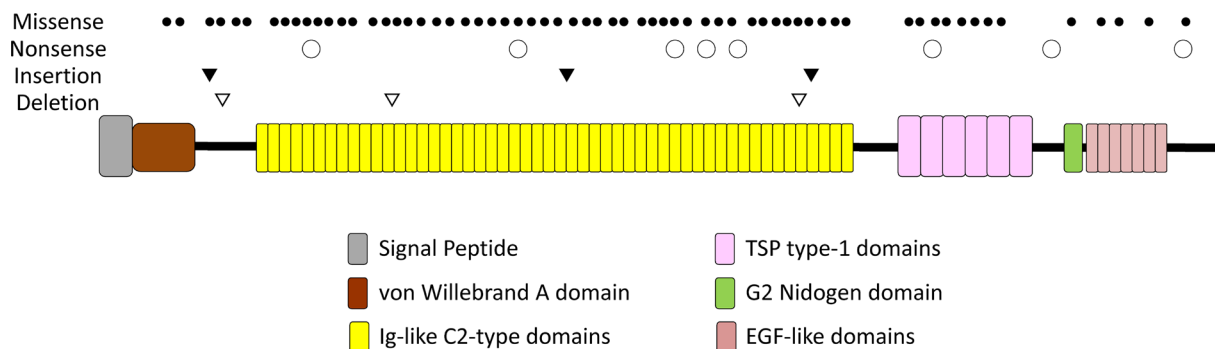 Missense
Nonsense
Insertion
Deletion
Signal Peptide
von Willebrand A domain
Ig-like C2-type domains
TSP type-1 domains
G2 Nidogen domain
EGF-like domains